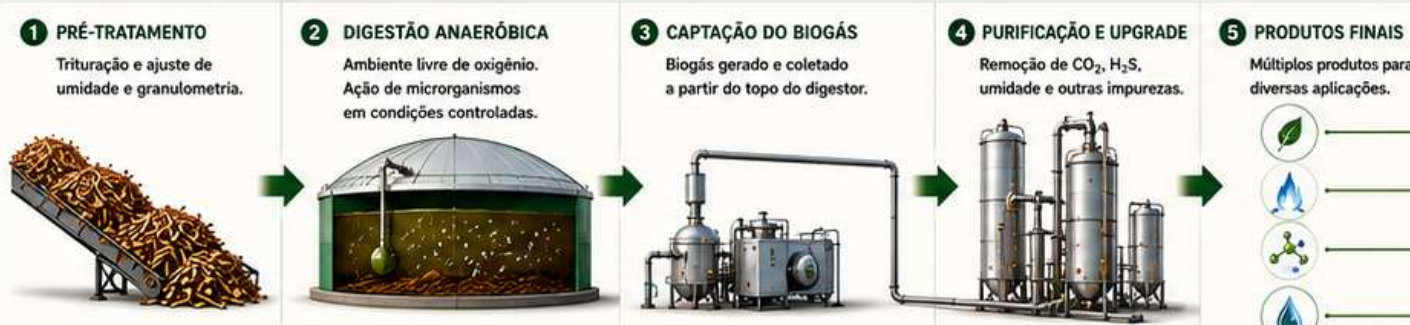 1 PRÉ-TRATAMENTO
Trituração e ajuste de
umidade e granulometria.
2 DIGESTÃO ANAERÓBICA
Ambiente livre de oxigênio.
Ação de microrganismos
em condições controladas.
3 CAPTAÇÃO DO BIOGÁS
Biogás gerado e coletado
a partir do topo do digestor.
4 PURIFICAÇÃO E UPGRADE
Remoção de CO₂, H₂S,
umidade e outras impurezas.
5 PRODUTOS FINAIS
Múltiplos produtos para
diversas aplicações.